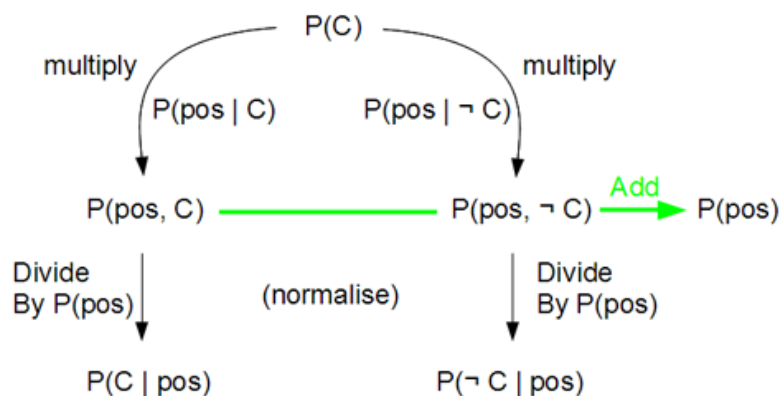 P(C)
multiply
multiply
P(pos | C)
P(pos | ¬ C)
Add
P(pos, C)
P(pos, ¬ C)
P(pos)
Divide
By P(pos)
(normalise)
Divide
By P(pos)
P(C | pos)
P(¬ C | pos)